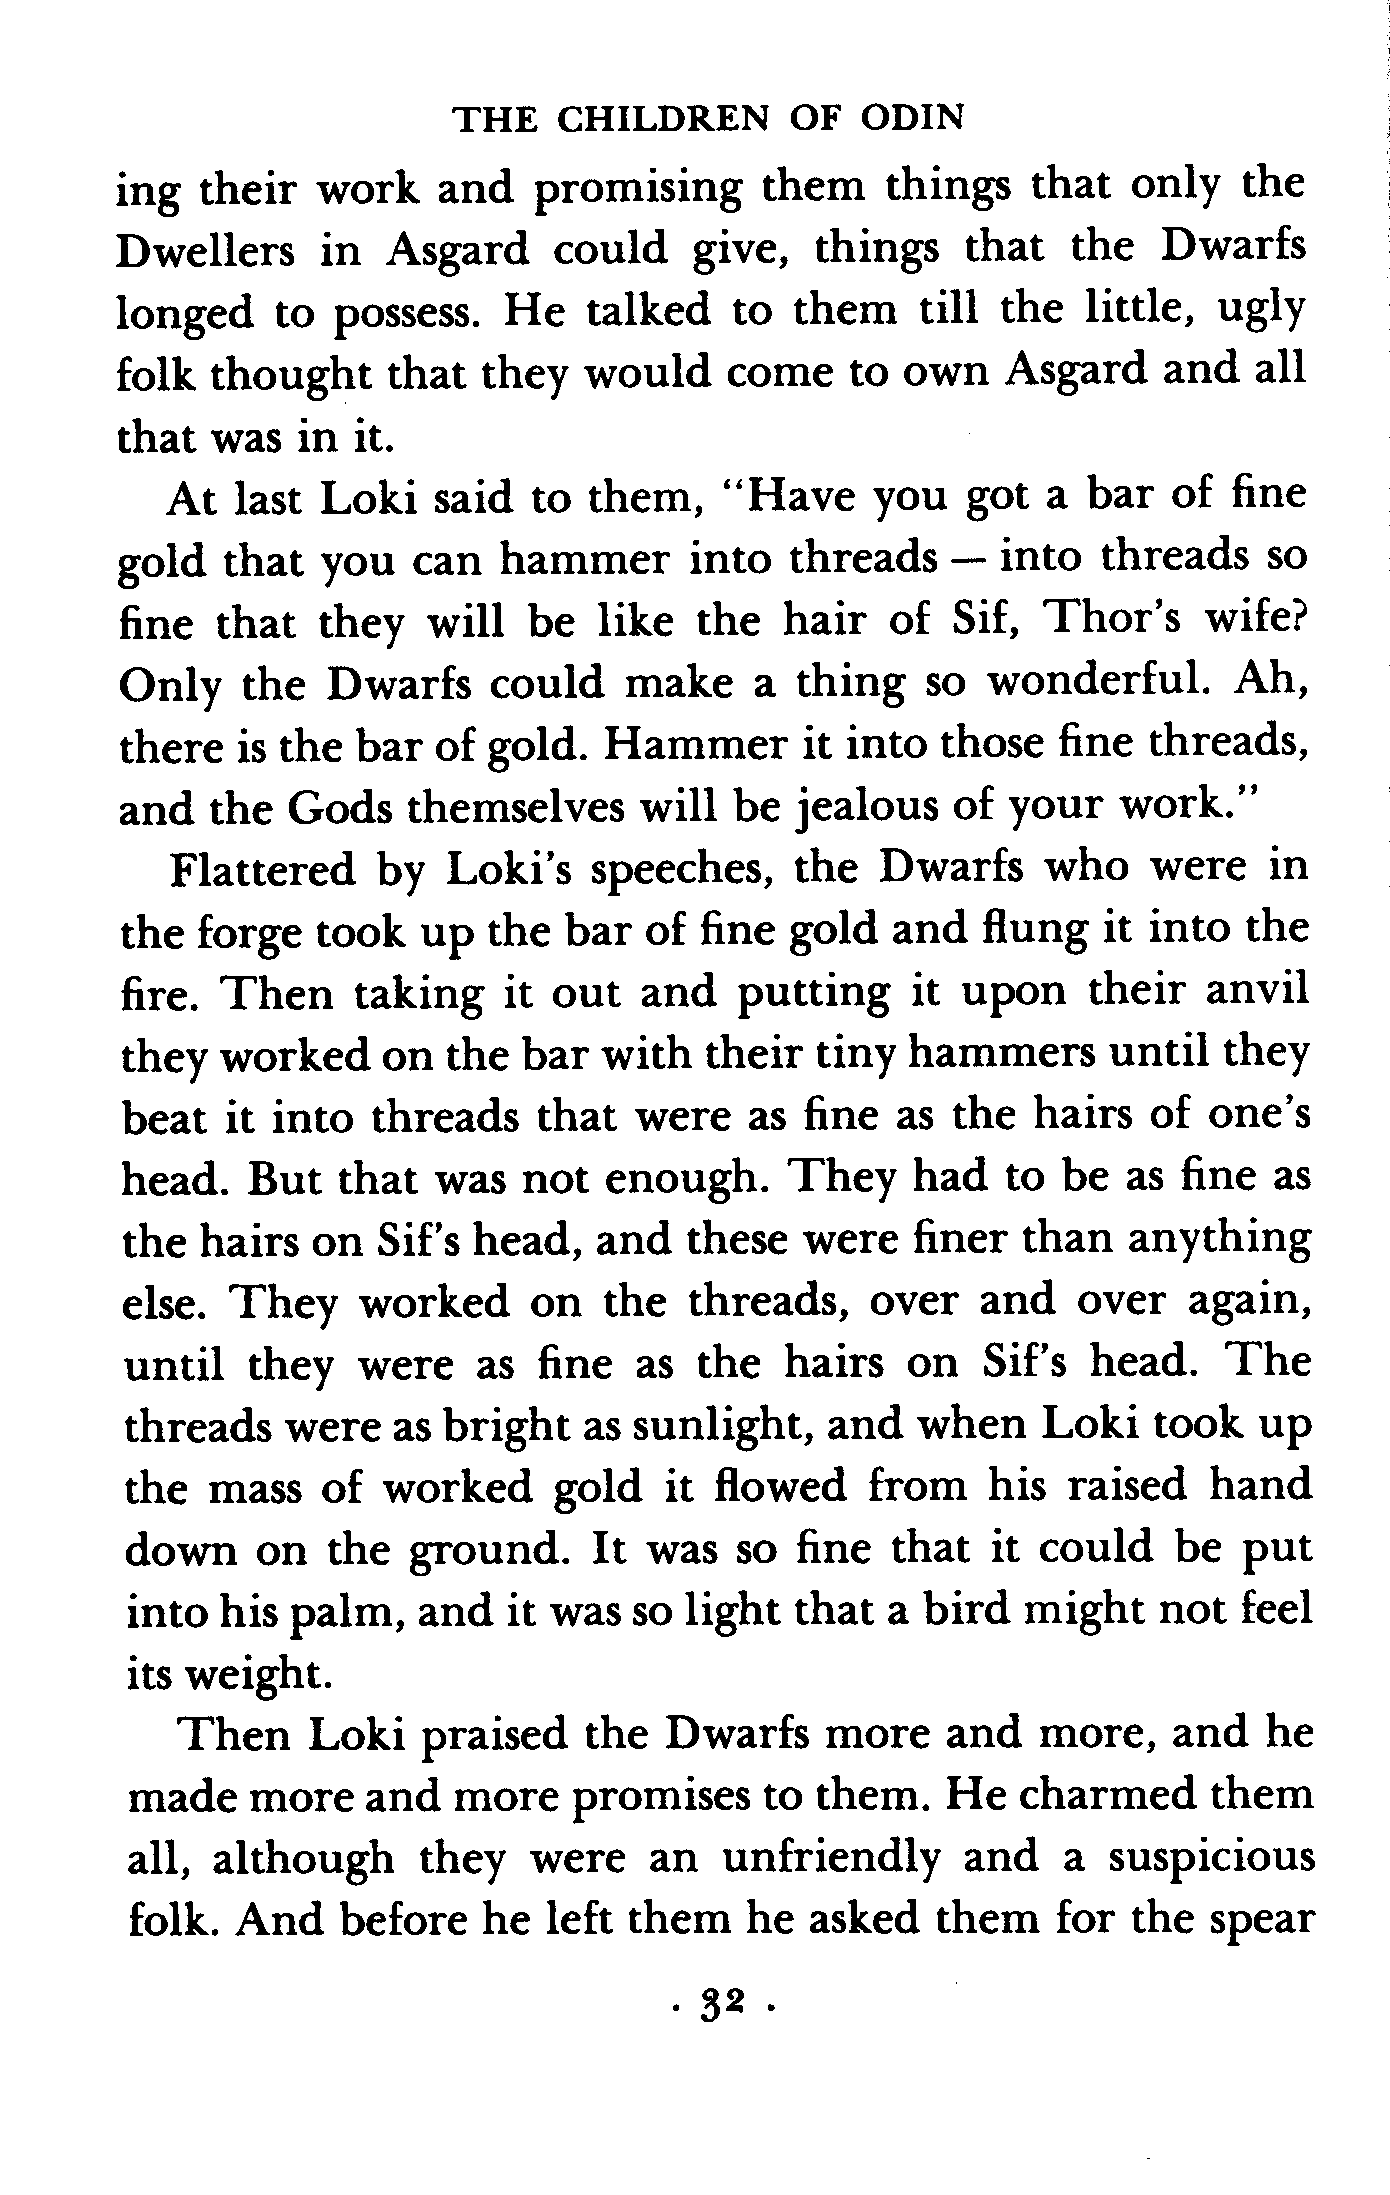 THE CHILDREN OF ODIN
ing their work and promising them things that only the
Dwellers in Asgard could give, things that the Dwarfs
longed to possess. He talked to them till the little, ugly
folk thought that they would come to own Asgard and all
that was in it.
At last Loki said to them, “Have you got a bar of fine
gold that you can hammer into threads — into threads so
fine that they will be like the hair of Sif, Thor’s wife?
Only the Dwarfs could make a thing so wonderful. Ah,
there is the bar of gold. Hammer it into those fine threads,
and the Gods themselves will be jealous of your work.”
Flattered by Loki’s speeches, the Dwarfs who were in
the forge took up the bar of fine gold and flung it into the
fire. Then taking it out and putting it upon their anvil
they worked on the bar with their tiny hammers until they
beat it into threads that were as fine as the hairs of one’s
head. But that was not enough. They had to be as fine as
the hairs on Sif’s head, and these were finer than anything
else. They worked on the threads, over and over again,
until they were as fine as the hairs on Sif’s head. The
threads were as bright as sunlight, and when Loki took up
the mass of worked gold it flowed from his raised hand
down on the ground. It was so fine that it could be put
into his palm, and it was so light that a bird might not feel
its weight.
Then Loki praised the Dwarfs more and more, and he
made more and more promises to them. He charmed them
all, although they were an unfriendly and a suspicious
folk. And before he left them he asked them for the spear
· 32 ·